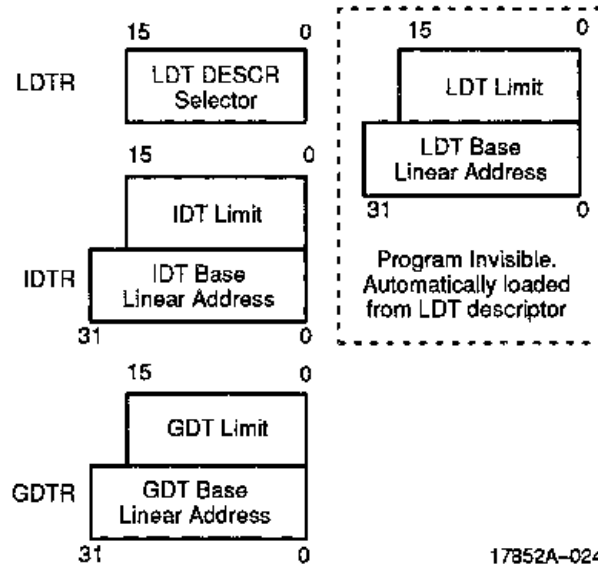 15 0
LDTR
LDT DESCR
Selector
15 0
IDT Limit
IDTR
IDT Base
Linear Address
31 0
15 0
GDT Limit
GDTR
GDT Base
Linear Address
31 0
15 0
LDT Limit
LDT Base
Linear Address
31 0
Program Invisible.
Automatically loaded
from LDT descriptor
17852A–024